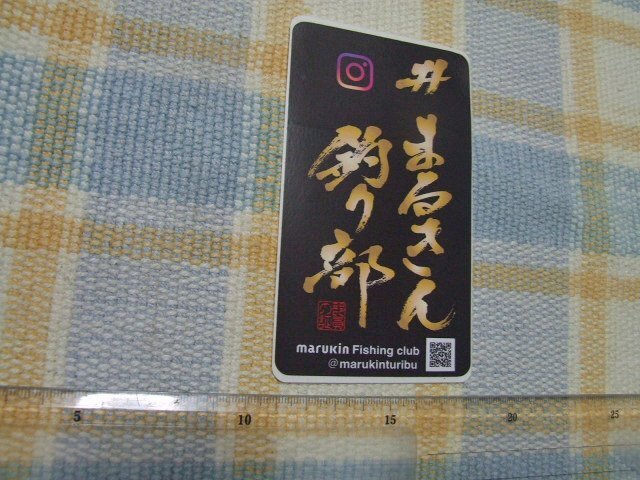 #まるきん
釣り部
marukin Fishing club
@marukinturibu
5 10 15 20 25